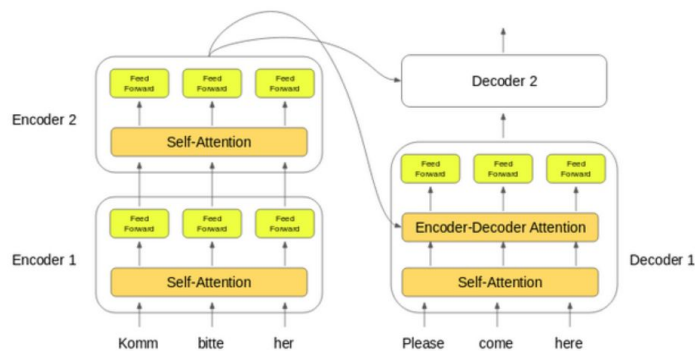 Encoder 2
Feed
Forward
Feed
Forward
Feed
Forward
Self-Attention
Encoder 1
Feed
Forward
Feed
Forward
Feed
Forward
Self-Attention
Komm bitte her
Decoder 2
Feed
Forward
Feed
Forward
Feed
Forward
Encoder-Decoder Attention
Self-Attention
Decoder 1
Please come here